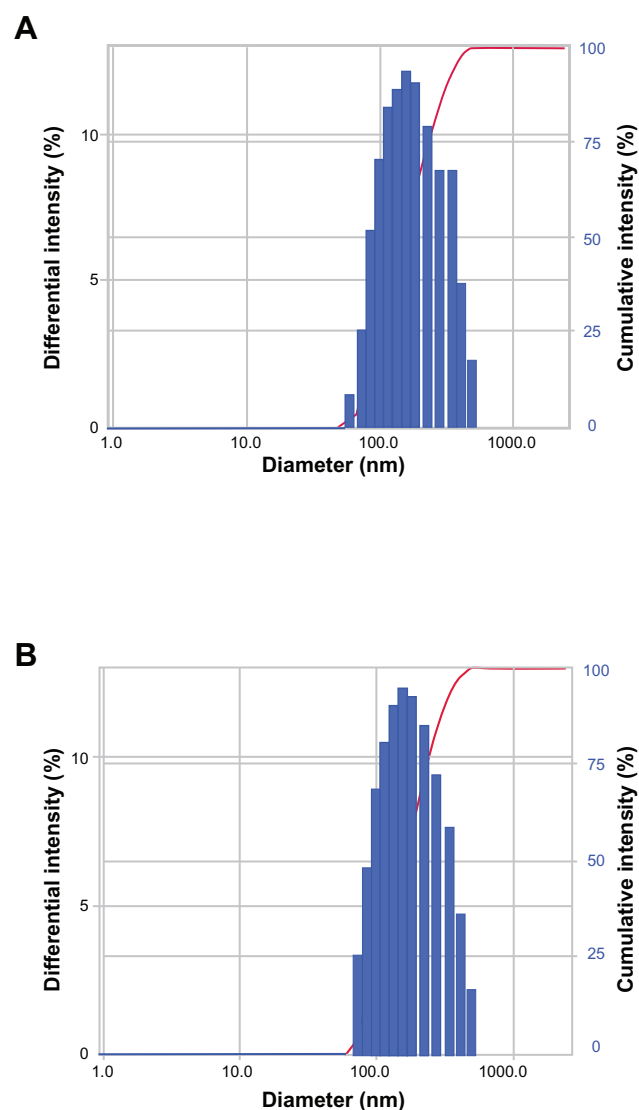 A
Differential intensity (%)
10
5
0
100
75
50
25
0
Cumulative intensity (%)
1.0 10.0 100.0 1000.0
Diameter (nm)
B
Differential intensity (%)
10
5
0
100
75
50
25
0
Cumulative intensity (%)
1.0 10.0 100.0 1000.0
Diameter (nm)